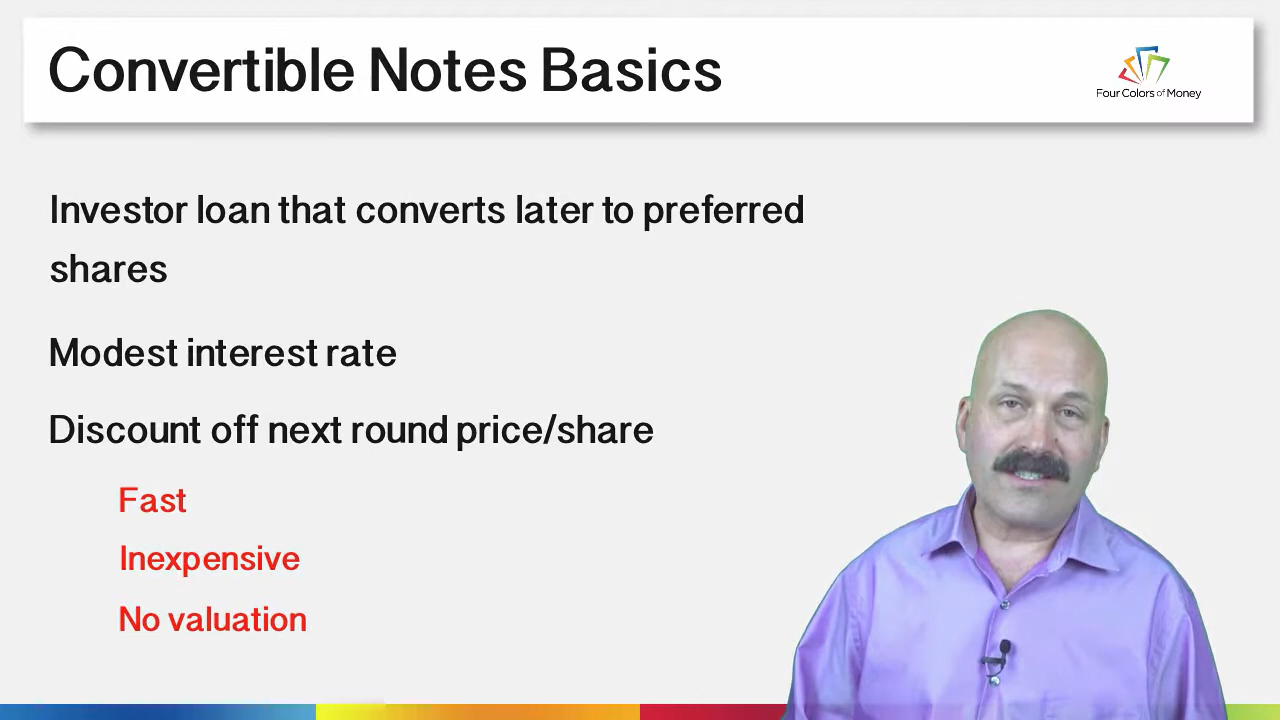 Convertible Notes Basics
Four Colors of Money
Investor loan that converts later to preferred
shares
Modest interest rate
Discount off next round price/share
Fast
Inexpensive
No valuation